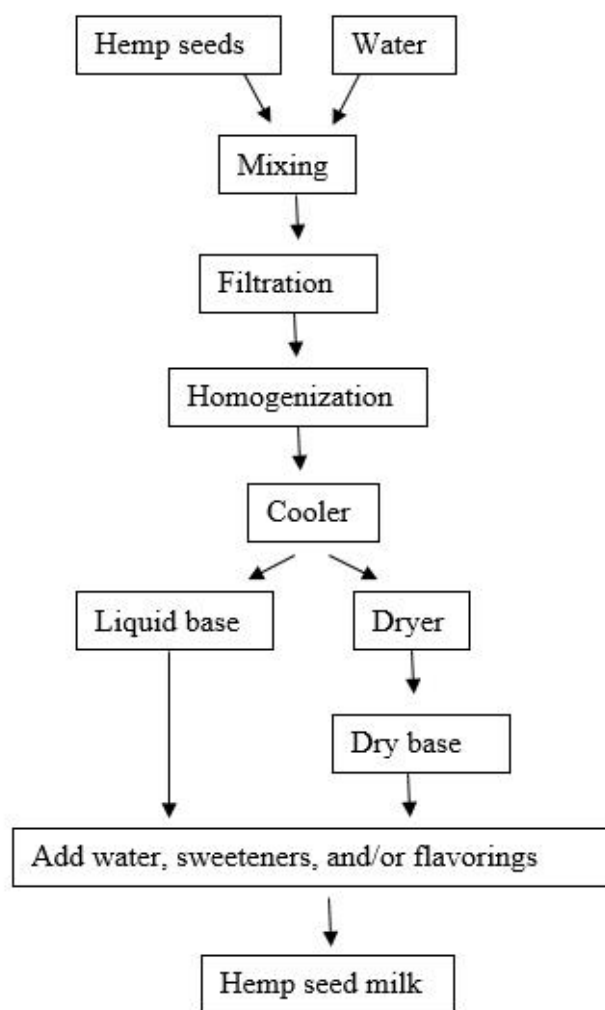 Hemp seeds
Water
Mixing
Filtration
Homogenization
Cooler
Liquid base
Dryer
Dry base
Add water, sweeteners, and/or flavorings
Hemp seed milk